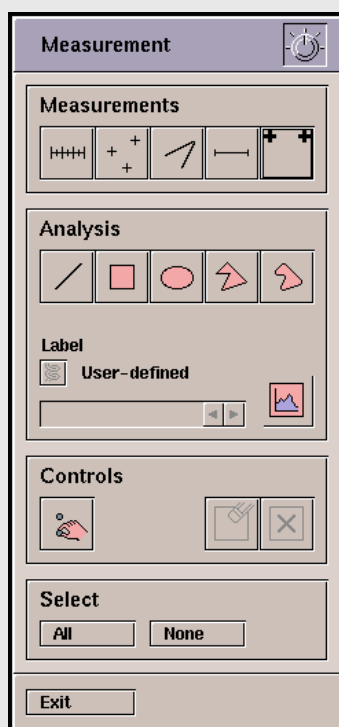 Measurement
Measurements
Analysis
Label
User-defined
Controls
Select
All None
Exit